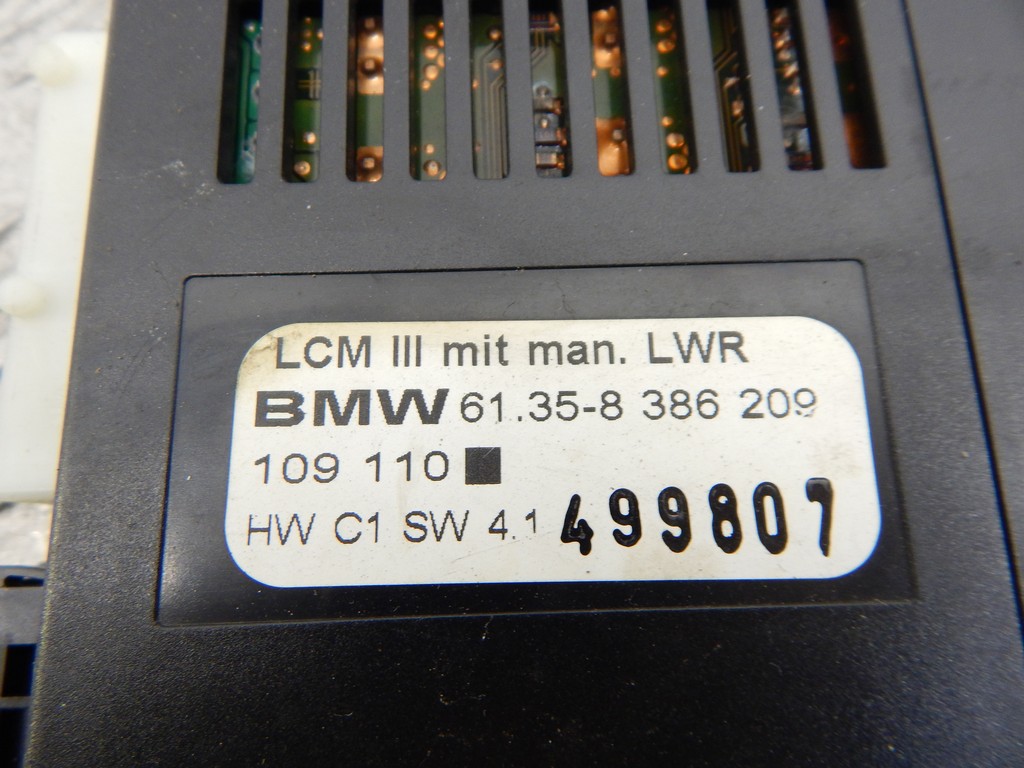 LCM III mit man. LWR
BMW 61.35-8 386 209
109 110
HW C1 SW 4.1 499807